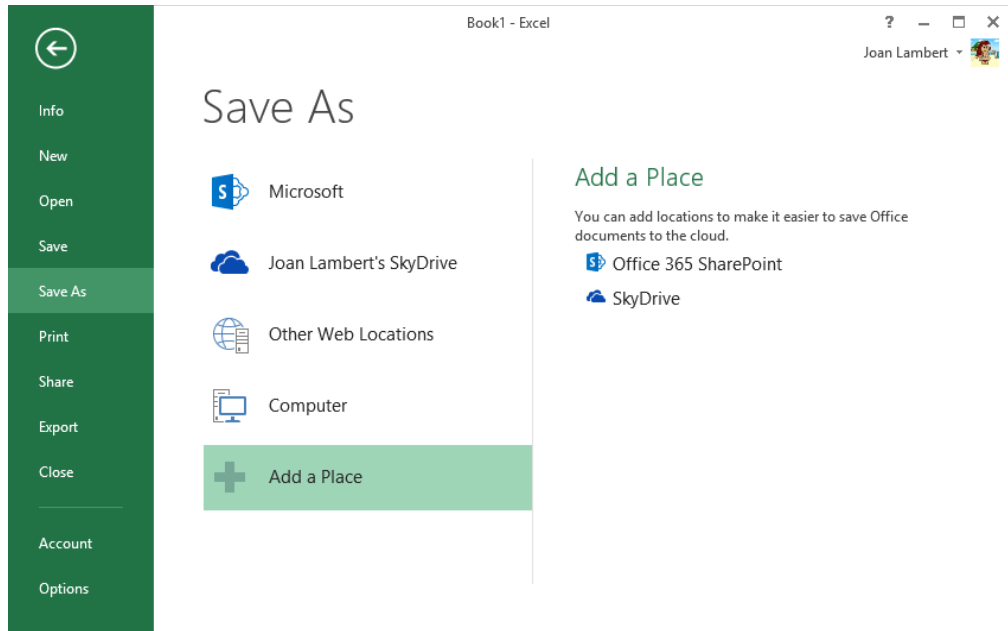 Book1 - Excel
?
Joan Lambert
Info
New
Open
Save
Save As
Print
Share
Export
Close
Account
Options
Save As
Microsoft
Joan Lambert's SkyDrive
Other Web Locations
Computer
Add a Place
Add a Place
You can add locations to make it easier to save Office
documents to the cloud.
Office 365 SharePoint
SkyDrive